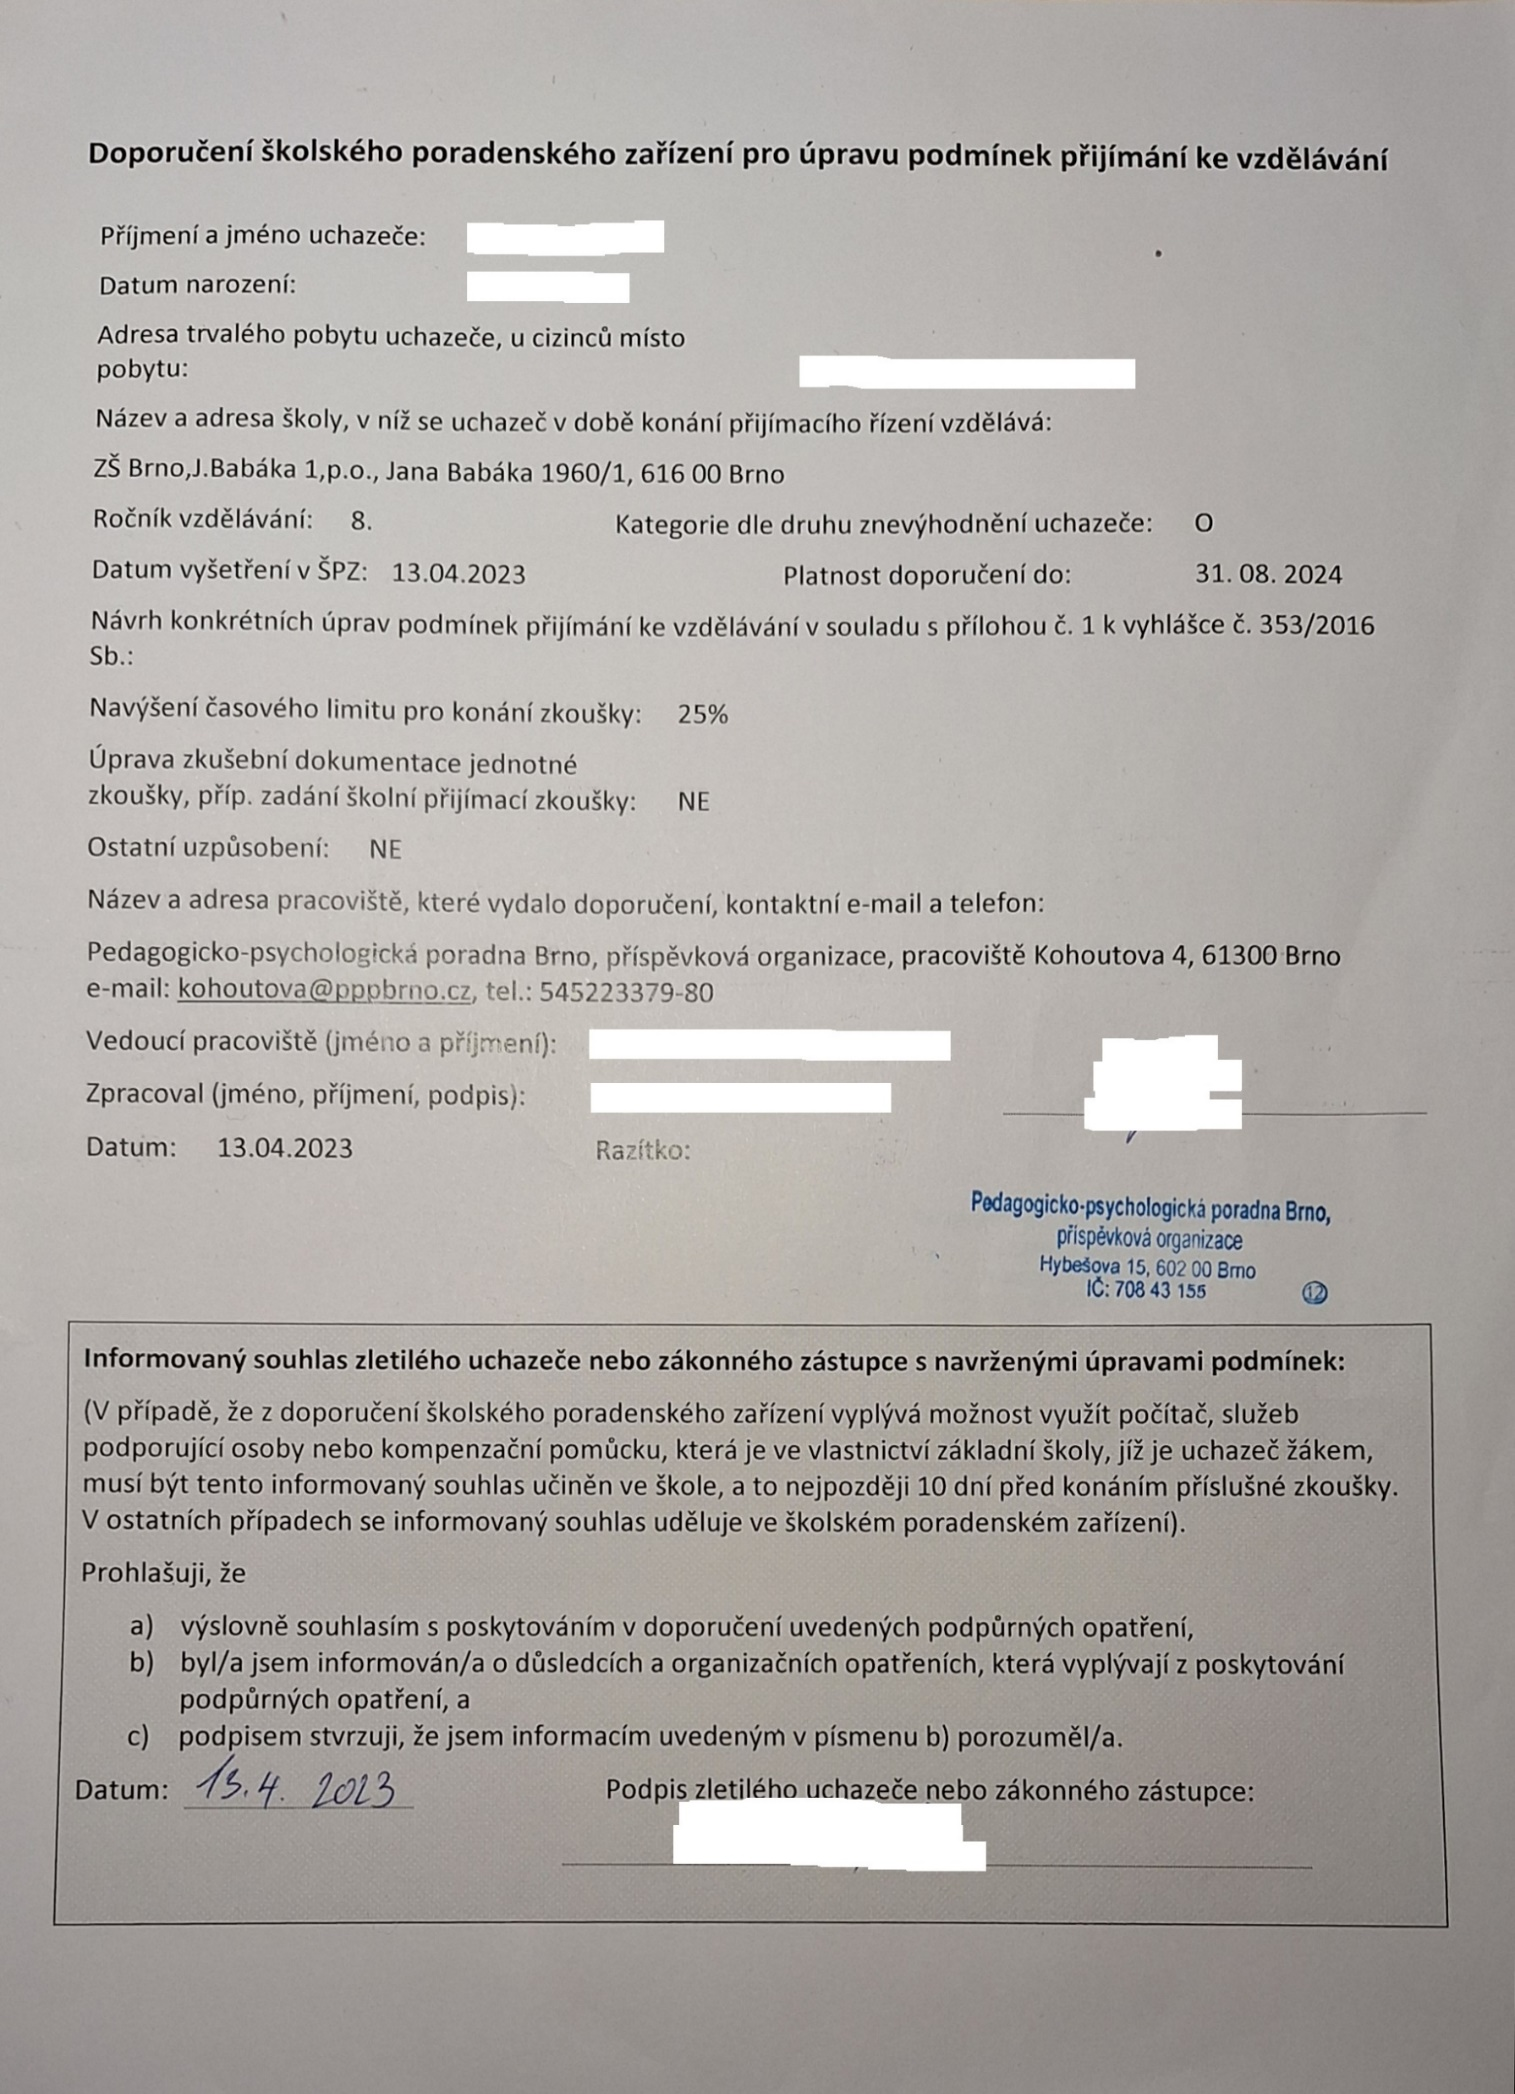 Doporučení školského poradenského zařízení pro úpravu podmínek přijímání ke vzdělávání
Příjmení a jméno uchazeče:
Datum narození:
Adresa trvalého pobytu uchazeče, u cizinců místo
pobytu:
Název a adresa školy, v níž se uchazeč v době konání přijímacího řízení vzdělává:
ZŠ Brno,J.Babáka 1,p.o., Jana Babáka 1960/1, 616 00 Brno
Ročník vzdělávání: 8. Kategorie dle druhu znevýhodnění uchazeče: O
Datum vyšetření v ŠPZ: 13.04.2023 Platnost doporučení do: 31. 08. 2024
Návrh konkrétních úprav podmínek přijímání ke vzdělávání v souladu s přílohou č. 1 k vyhlášce č. 353/2016
Sb.:
Navýšení časového limitu pro konání zkoušky: 25%
Úprava zkušební dokumentace jednotné
zkoušky, příp. zadání školní přijímací zkoušky: NE
Ostatní uzpůsobení: NE
Název a adresa pracoviště, které vydalo doporučení, kontaktní e-mail a telefon:
Pedagogicko-psychologická poradna Brno, příspěvková organizace, pracoviště Kohoutova 4, 61300 Brno
e-mail: kohoutova@pppbrno.cz, tel.: 545223379-80
Vedoucí pracoviště (jméno a příjmení):
Zpracoval (jméno, příjmení, podpis):
Datum: 13.04.2023 Razítko:
Pedagogicko-psychologická poradna Brno,
příspěvková organizace
Hybešova 15, 602 00 Brno
IČ: 708 43 155 12
Informovaný souhlas zletilého uchazeče nebo zákonného zástupce s navrženými úpravami podmínek:
(V případě, že z doporučení školského poradenského zařízení vyplývá možnost využít počítač, služeb
podporující osoby nebo kompenzační pomůcku, která je ve vlastnictví základní školy, jíž je uchazeč žákem,
musí být tento informovaný souhlas učiněn ve škole, a to nejpozději 10 dní před konáním příslušné zkoušky.
V ostatních případech se informovaný souhlas uděluje ve školském poradenském zařízení).
Prohlašuji, že
a) výslovně souhlasím s poskytováním v doporučení uvedených podpůrných opatření,
b) byl/a jsem informován/a o důsledcích a organizačních opatřeních, která vyplývají z poskytování
podpůrných opatření, a
c) podpisem stvrzuji, že jsem informacím uvedeným v písmenu b) porozuměl/a.
Datum: 13.4. 2023 Podpis zletilého uchazeče nebo zákonného zástupce: